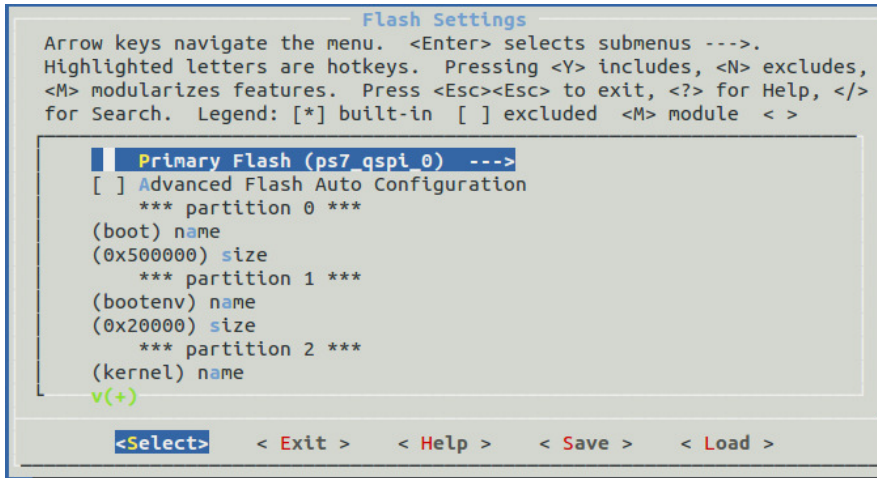 Flash Settings
Arrow keys navigate the menu.  <Enter> selects submenus --->.
Highlighted letters are hotkeys.  Pressing <Y> includes, <N> excludes,
<M> modularizes features.  Press <Esc><Esc> to exit, <?> for Help, </>
for Search.  Legend: [*] built-in  [ ] excluded  <M> module  < >
Primary Flash (ps7_qspi_0)  --->
[ ] Advanced Flash Auto Configuration
*** partition 0 ***
(boot) name
(0x500000) size
*** partition 1 ***
(bootenv) name
(0x20000) size
*** partition 2 ***
(kernel) name
v(+)
<Select>    < Exit >    < Help >    < Save >    < Load >